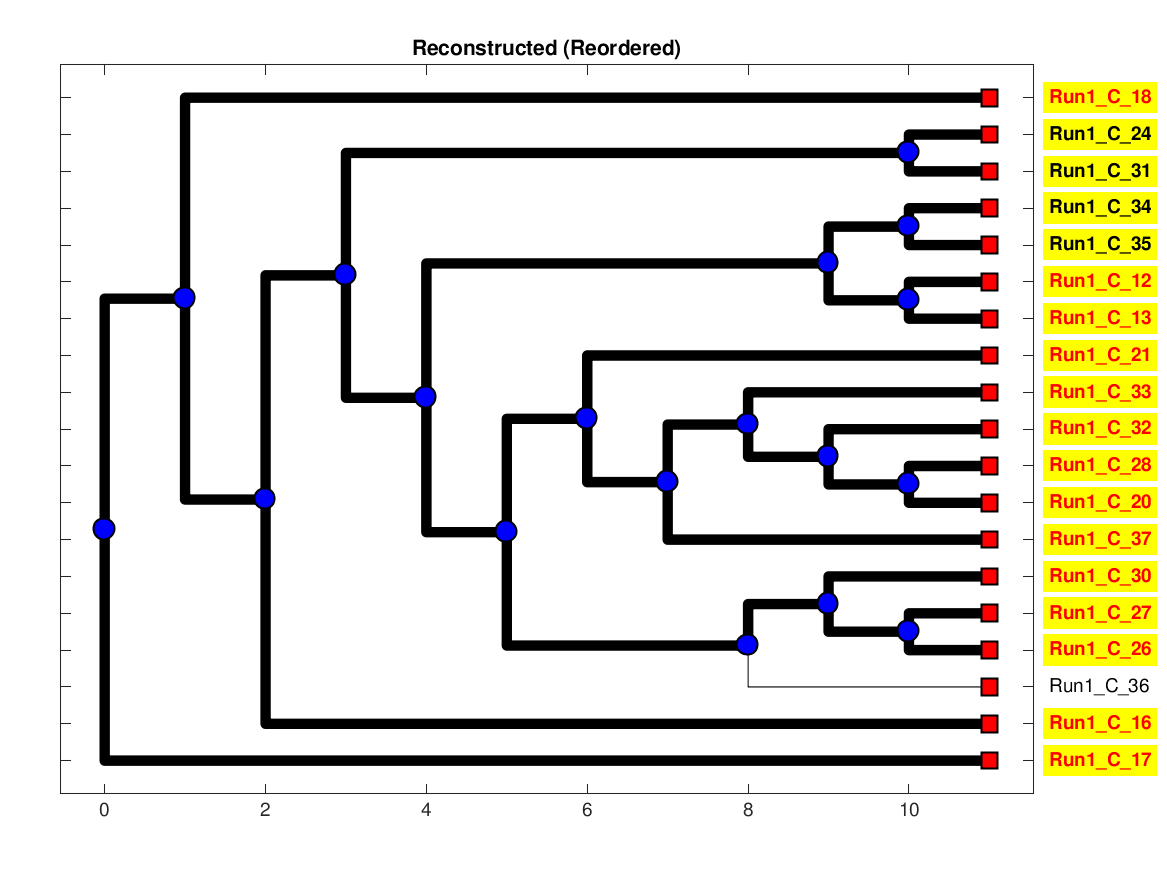 Reconstructed (Reordered)
Run1_C_18
Run1_C_24
Run1_C_31
Run1_C_34
Run1_C_35
Run1_C_12
Run1_C_13
Run1_C_21
Run1_C_33
Run1_C_32
Run1_C_28
Run1_C_20
Run1_C_37
Run1_C_30
Run1_C_27
Run1_C_26
Run1_C_36
Run1_C_16
Run1_C_17
0 2 4 6 8 10